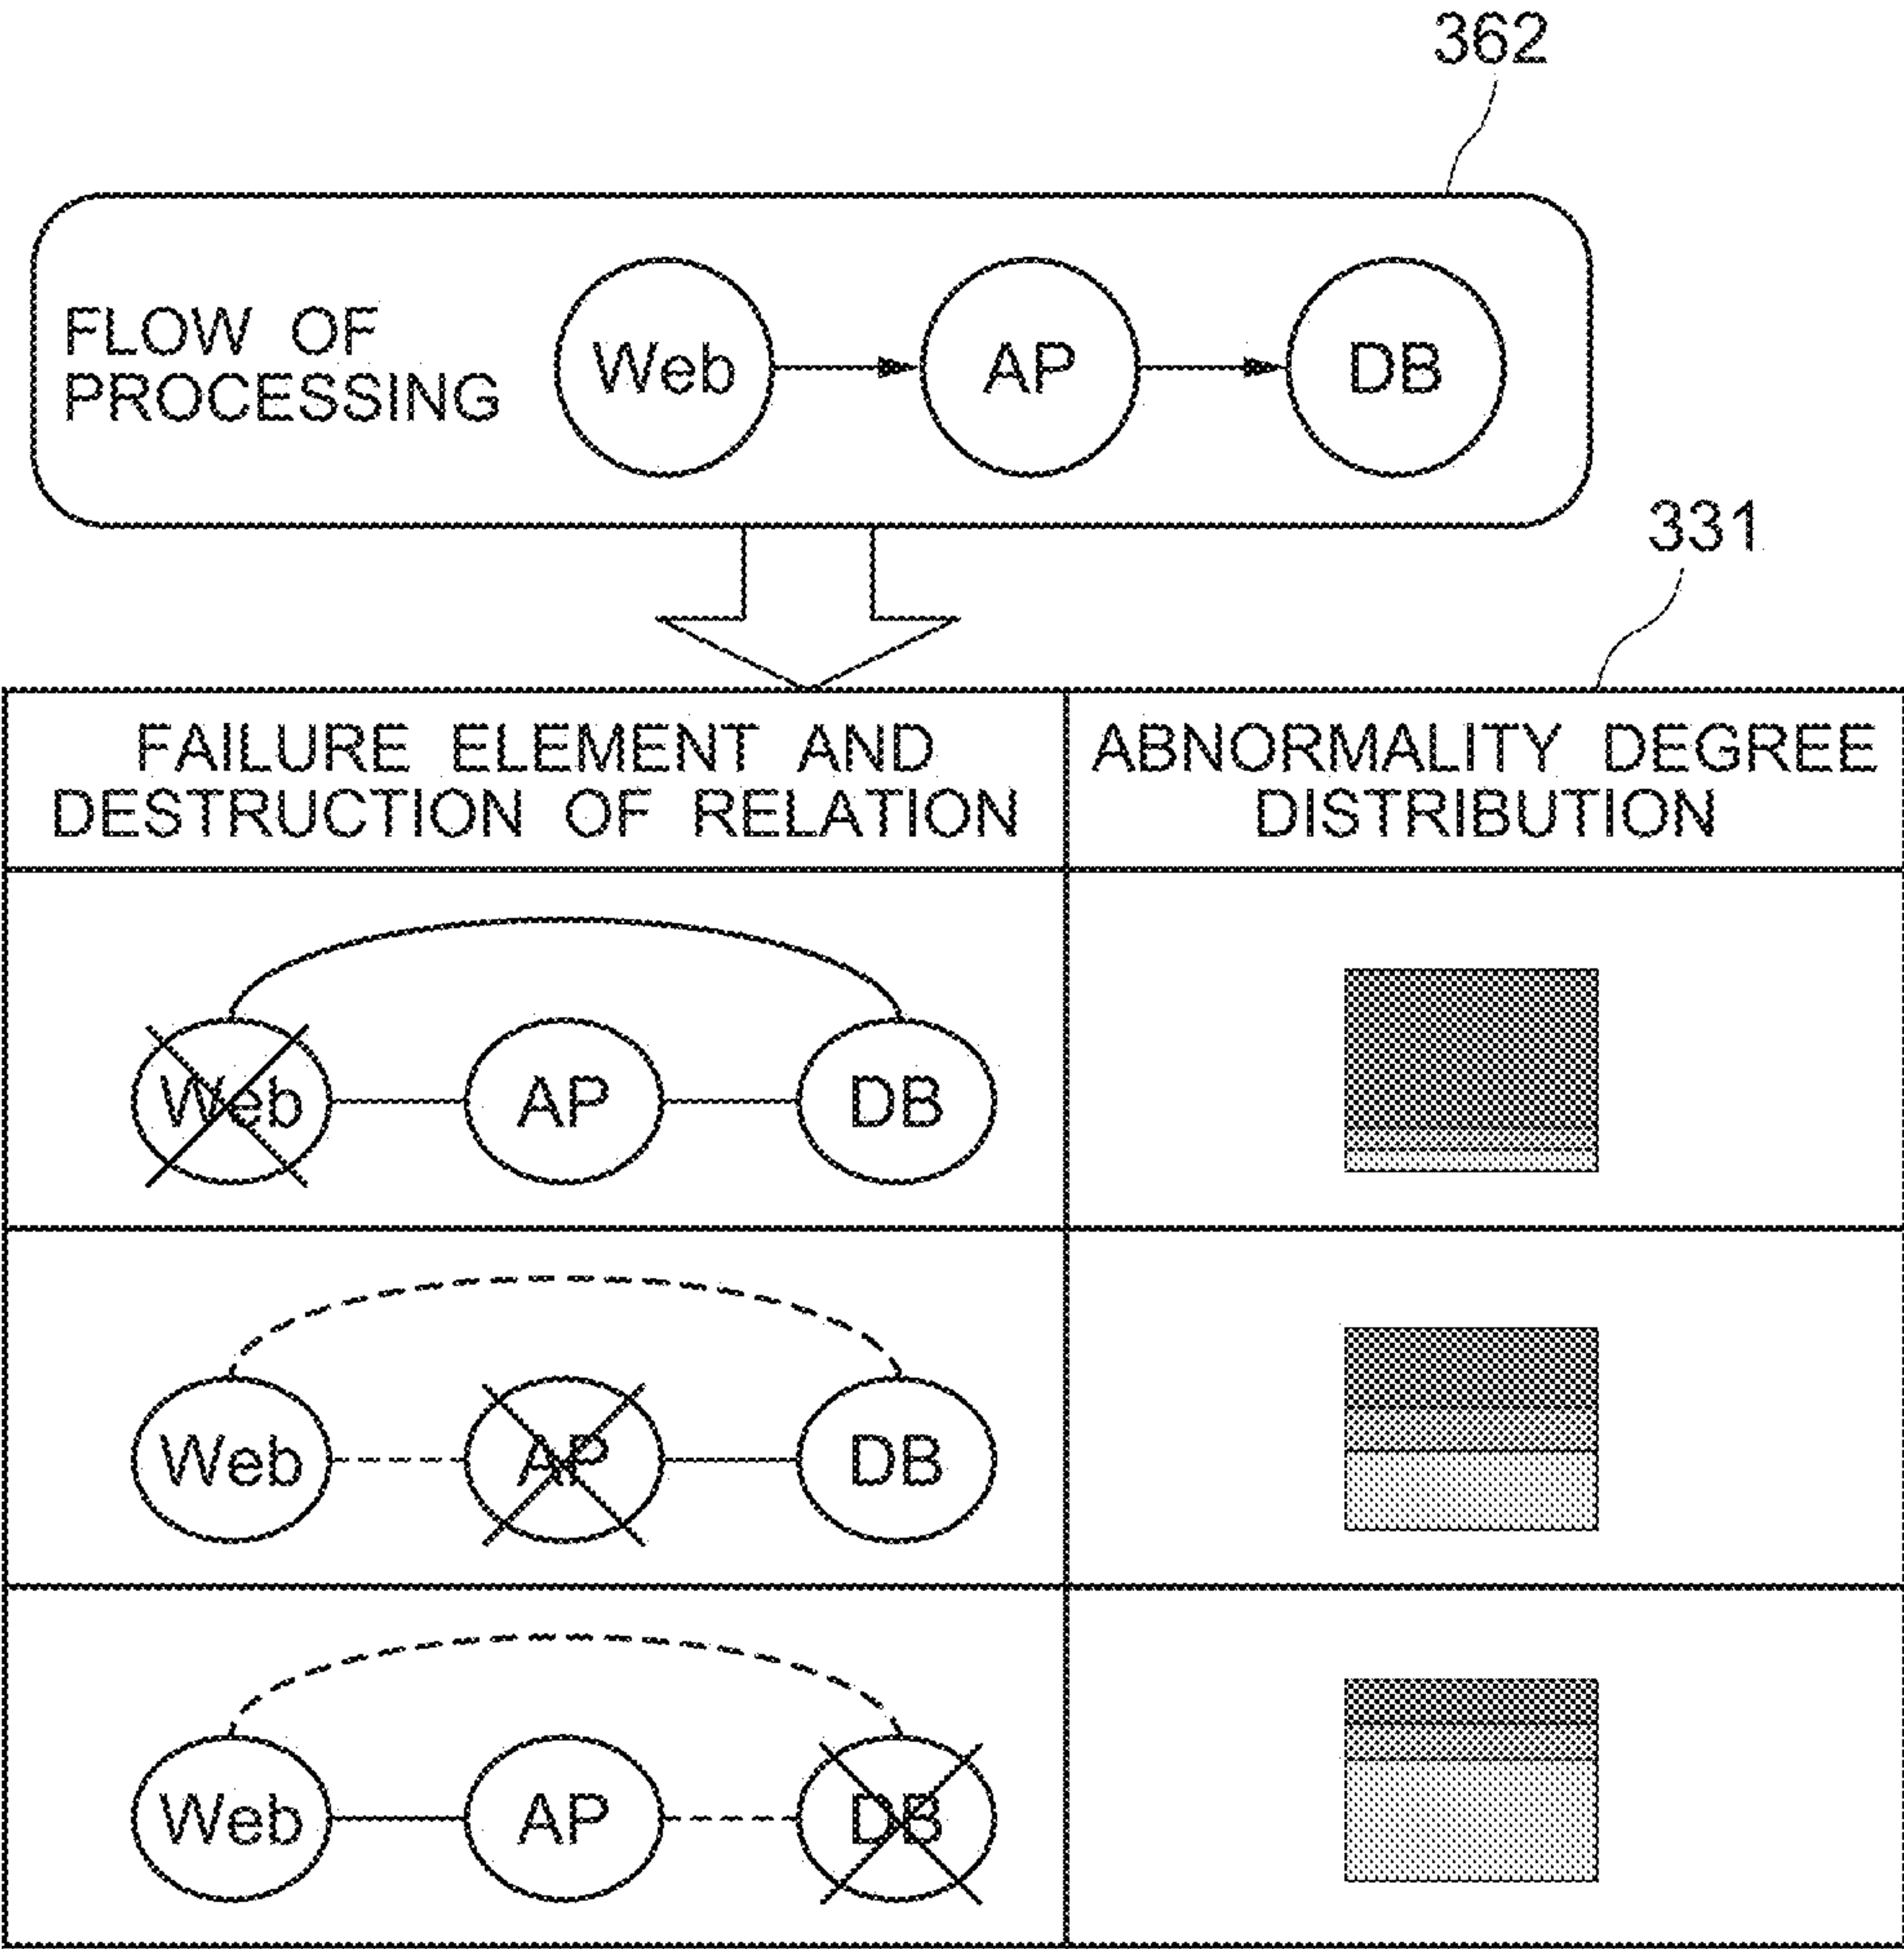 362
FLOW OF
PROCESSING
Web AP DB
331
FAILURE ELEMENT AND
DESTRUCTION OF RELATION
ABNORMALITY DEGREE
DISTRIBUTION
Web AP DB
Web AP DB
Web AP DB